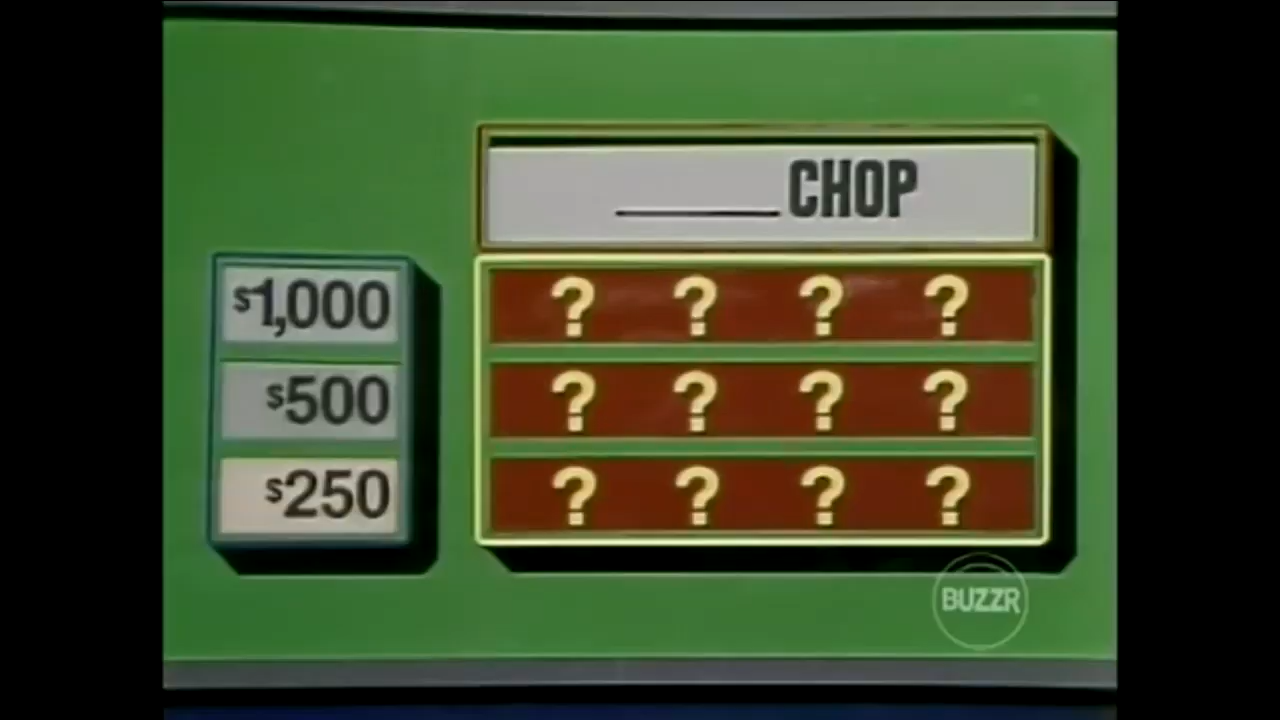 _____ CHOP
$1,000
? ? ? ?
$500
? ? ? ?
$250
? ? ? ?
BUZZR